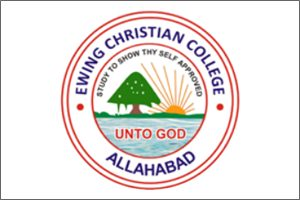 EWING CHRISTIAN COLLEGE
STUDY TO SHOW THY SELF APPROVED
UNTO GOD
ALLAHABAD